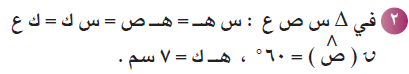 ٢ في Δ س ص ع : س هـ = هـ ص = س ك = ك ع
ن (ص^) = ٦٠° ، هـ ك = ٧ سم .